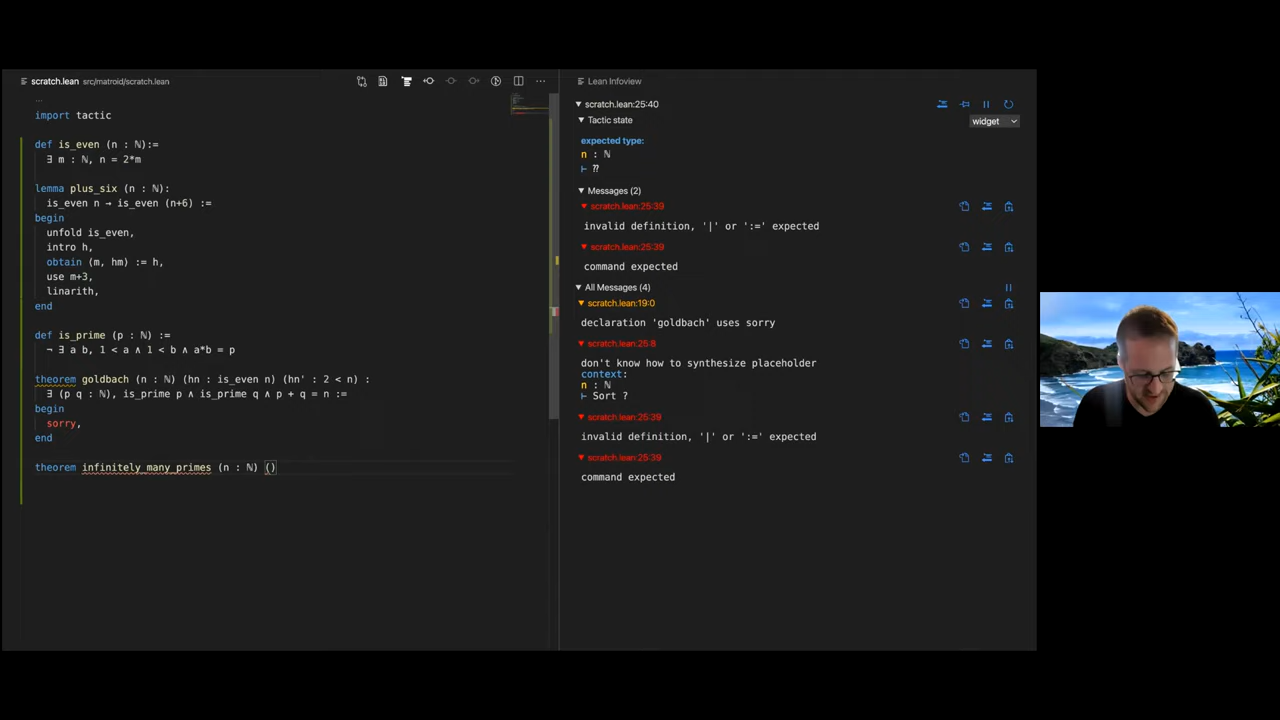 scratch.lean src/matroid/scratch.lean
...
import tactic
def is_even (n : ℕ):=
∃ m : ℕ, n = 2*m
lemma plus_six (n : ℕ):
is_even n → is_even (n+6) :=
begin
unfold is_even,
intro h,
obtain ⟨m, hm⟩ := h,
use m+3,
linarith,
end
def is_prime (p : ℕ) :=
¬ ∃ a b, 1 < a ∧ 1 < b ∧ a*b = p
theorem goldbach (n : ℕ) (hn : is_even n) (hn' : 2 < n) :
∃ (p q : ℕ), is_prime p ∧ is_prime q ∧ p + q = n :=
begin
sorry,
end
theorem infinitely_many_primes (n : ℕ) ()
Lean Infoview
scratch.lean:25:40
Tactic state
widget
expected type:
n : ℕ
⊢ ⁇
Messages (2)
scratch.lean:25:39
invalid definition, '|' or ':=' expected
scratch.lean:25:39
command expected
All Messages (4)
scratch.lean:19:0
declaration 'goldbach' uses sorry
scratch.lean:25:8
don't know how to synthesize placeholder
context:
n : ℕ
⊢ Sort ?
scratch.lean:25:39
invalid definition, '|' or ':=' expected
scratch.lean:25:39
command expected